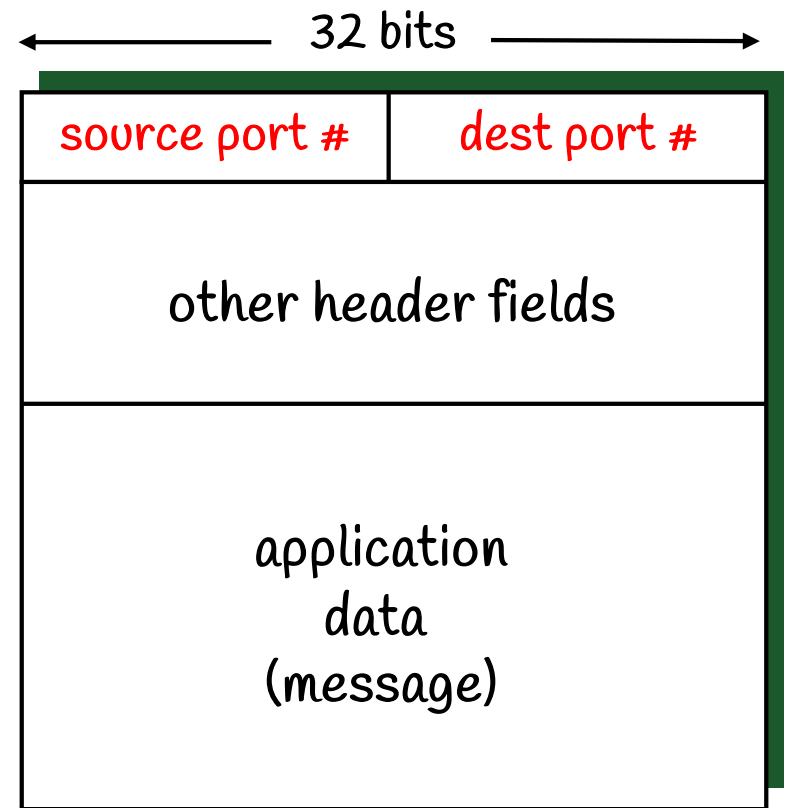 32 bits
source port # dest port #
other header fields
application
data
(message)